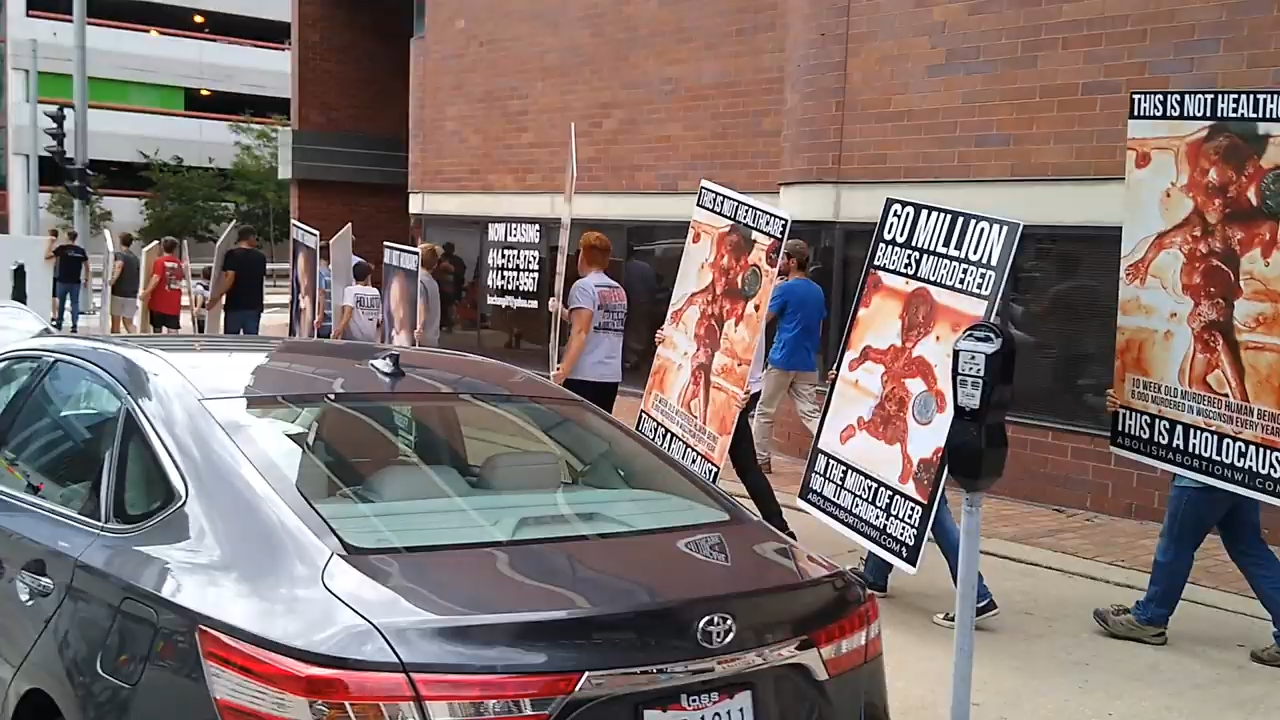 NOW LEASING
414-737-8752
414-737-9567
THIS IS NOT HEALTHCARE
THIS IS A HOLOCAUST
60 MILLION
BABIES MURDERED
IN THE MIDST OF OVER
100 MILLION CHURCH-GOERS
ABOLISHABORTIONWI.COM
THIS IS NOT HEALTHC
10 WEEK OLD MURDERED HUMAN BEING
6,000 MURDERED IN WISCONSIN EVERY YEAR
THIS IS A HOLOCAUS
ABOLISHABORTIONWI.COM